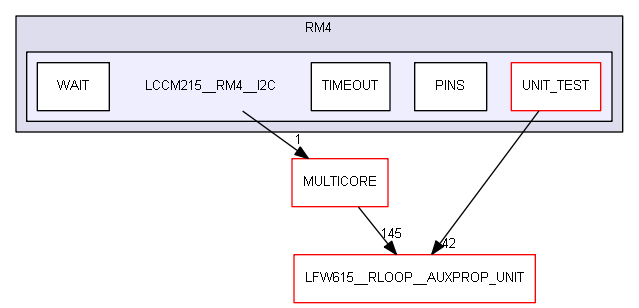 RM4
WAIT
LCCM215__RM4__I2C
TIMEOUT
PINS
UNIT_TEST
1
MULTICORE
145
42
LFW615__RLOOP__AUXPROP_UNIT